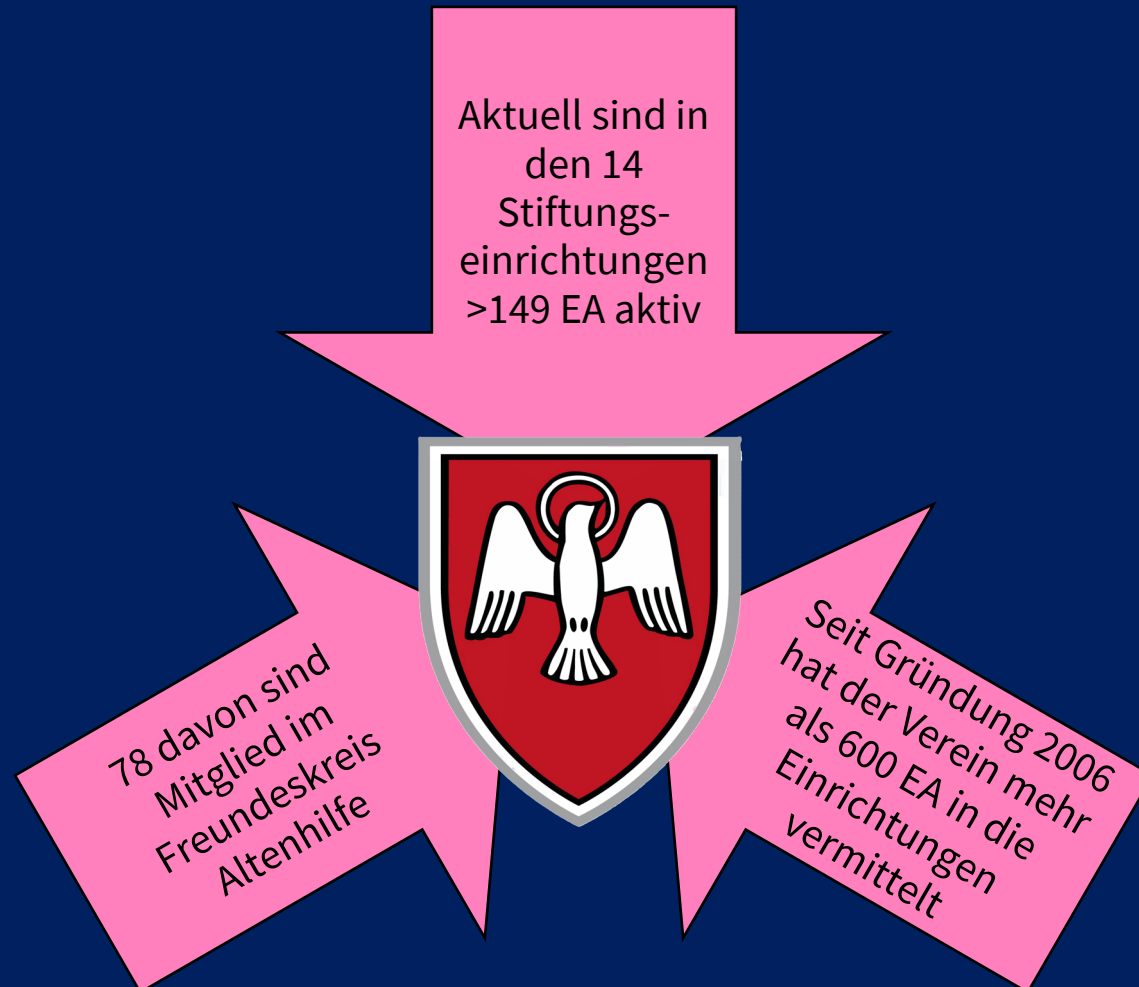 Aktuell sind in
den 14
Stiftungs-
einrichtungen
>149 EA aktiv
78 davon sind
Mitglied im
Freundeskreis
Altenhilfe
Seit Gründung 2006
hat der Verein mehr
als 600 EA in die
Einrichtungen
vermittelt